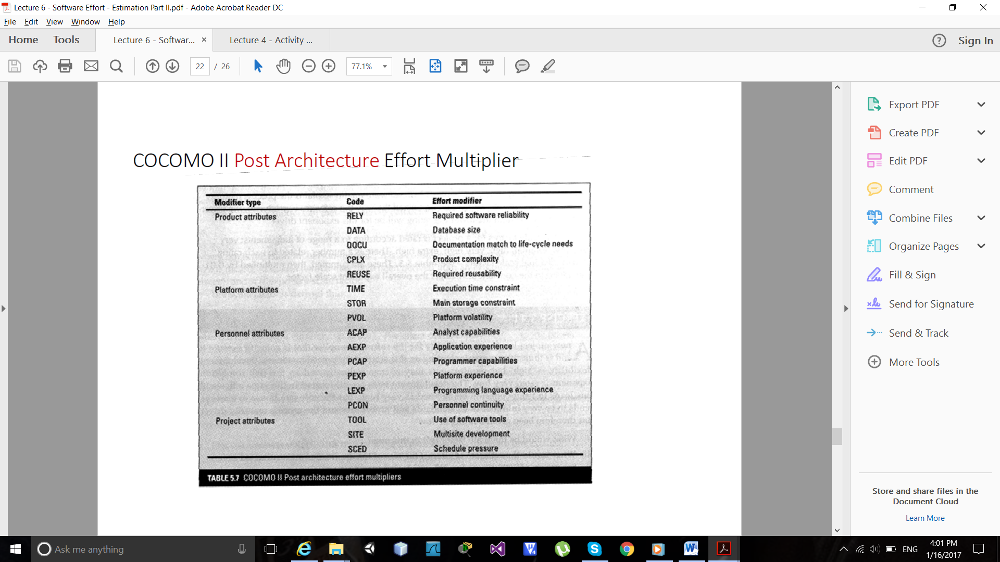 Lecture 6 - Software Effort - Estimation Part II.pdf - Adobe Acrobat Reader DC
File Edit View Window Help
Home Tools Lecture 6 - Softwar... × Lecture 4 - Activity ... ? Sign In
22 / 26 77.1%
COCOMO II Post Architecture Effort Multiplier
Modifier type Code Effort modifier
Product attributes RELY Required software reliability
DATA Database size
DOCU Documentation match to life-cycle needs
CPLX Product complexity
REUSE Required reusability
Platform attributes TIME Execution time constraint
STOR Main storage constraint
PVOL Platform volatility
Personnel attributes ACAP Analyst capabilities
AEXP Application experience
PCAP Programmer capabilities
PEXP Platform experience
LEXP Programming language experience
PCON Personnel continuity
Project attributes TOOL Use of software tools
SITE Multisite development
SCED Schedule pressure
TABLE 5.7 COCOMO II Post architecture effort multipliers
Export PDF
Create PDF
Edit PDF
Comment
Combine Files
Organize Pages
Fill & Sign
Send for Signature
Send & Track
More Tools
Store and share files in the
Document Cloud
Learn More
Ask me anything
ENG
4:01 PM
1/16/2017